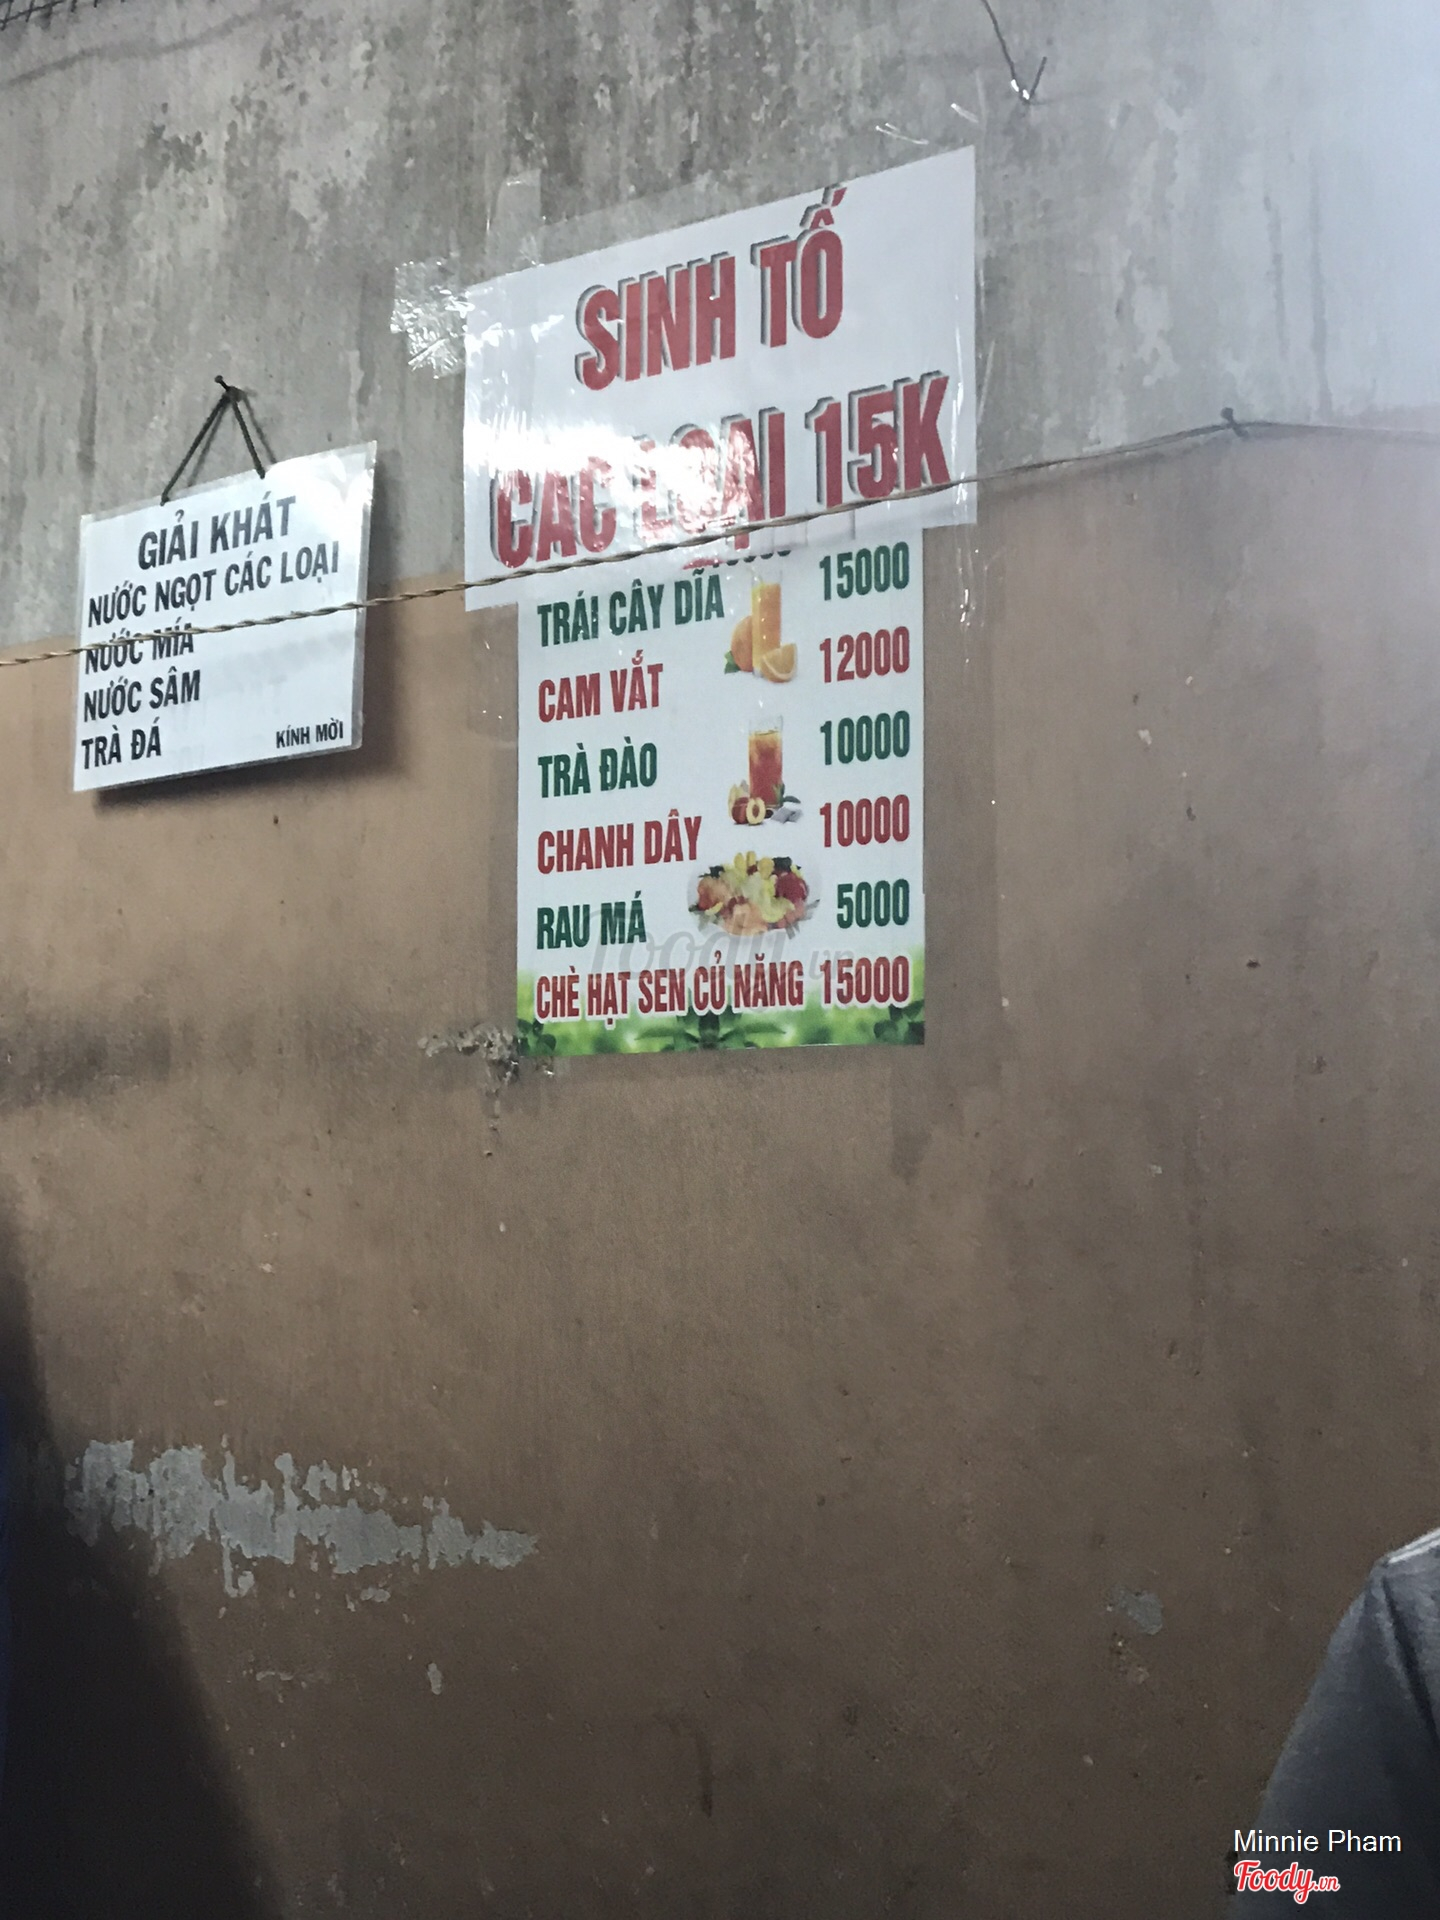 GIẢI KHÁT
NƯỚC NGỌT CÁC LOẠI
NƯỚC MÍA
NƯỚC SÂM
TRÀ ĐÁ
KÍNH MỜI
SINH TỐ
CÁC LOẠI 15K
TRÁI CÂY DĨA 15000
CAM VẮT 12000
TRÀ ĐÀO 10000
CHANH DÂY 10000
RAU MÁ 5000
CHÈ HẠT SEN CỦ NĂNG 15000
Foody.vn
Minnie Pham
Foody.vn